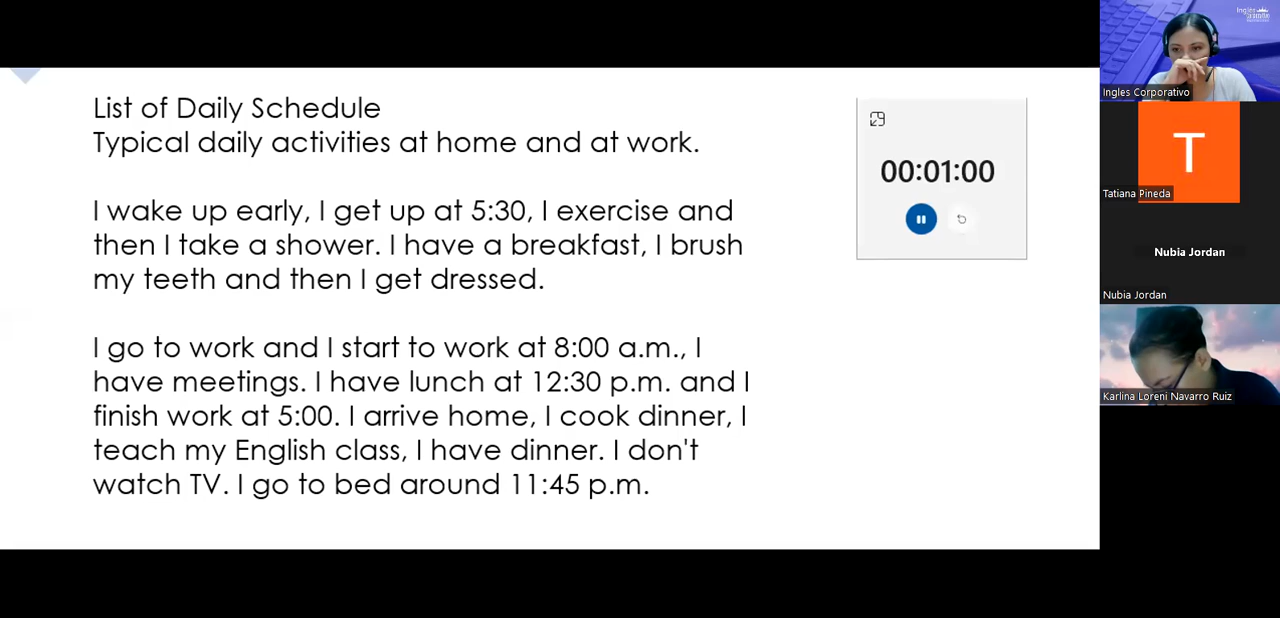 List of Daily Schedule
Typical daily activities at home and at work.
I wake up early, I get up at 5:30, I exercise and
then I take a shower. I have a breakfast, I brush
my teeth and then I get dressed.
I go to work and I start to work at 8:00 a.m., I
have meetings. I have lunch at 12:30 p.m. and I
finish work at 5:00. I arrive home, I cook dinner, I
teach my English class, I have dinner. I don't
watch TV. I go to bed around 11:45 p.m.
00:01:00
Ingles
Ingles Corporativo
T
Tatiana Pineda
Nubia Jordan
Nubia Jordan
Karlina Loreni Navarro Ruiz